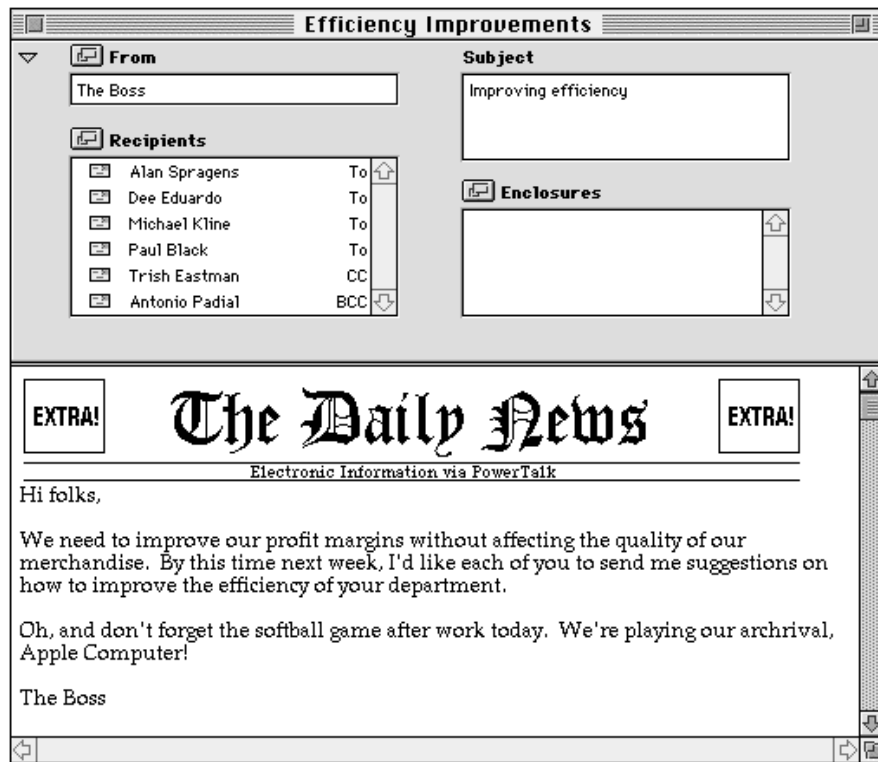 Efficiency Improvements
From
The Boss
Subject
Improving efficiency
Recipients
Alan Spragens To
Dee Eduardo To
Michael Kline To
Paul Black To
Trish Eastman CC
Antonio Padial BCC
Enclosures
EXTRA! The Daily News EXTRA!
Electronic Information via PowerTalk
Hi folks,
We need to improve our profit margins without affecting the quality of our
merchandise. By this time next week, I'd like each of you to send me suggestions on
how to improve the efficiency of your department.
Oh, and don't forget the softball game after work today. We're playing our archrival,
Apple Computer!
The Boss